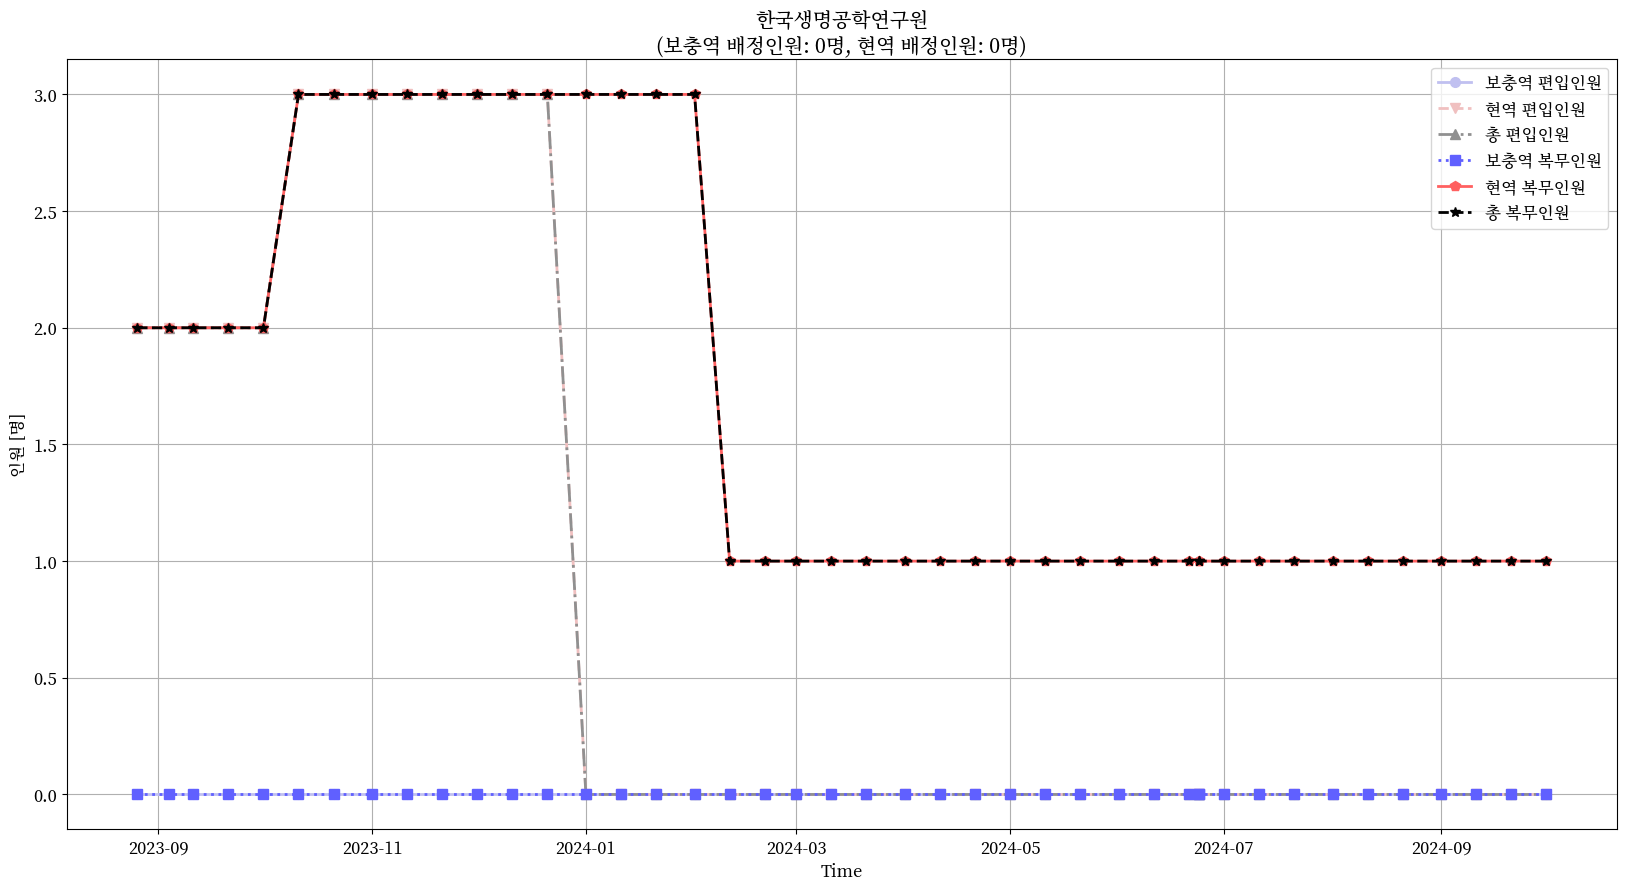 한국생명공학연구원
(보충역 배정인원: 0명, 현역 배정인원: 0명)
보충역 편입인원
현역 편입인원
총 편입인원
보충역 복무인원
현역 복무인원
총 복무인원
인원 [명]
3.0
2.5
2.0
1.5
1.0
0.5
0.0
2023-09
2023-11
2024-01
2024-03
2024-05
2024-07
2024-09
Time